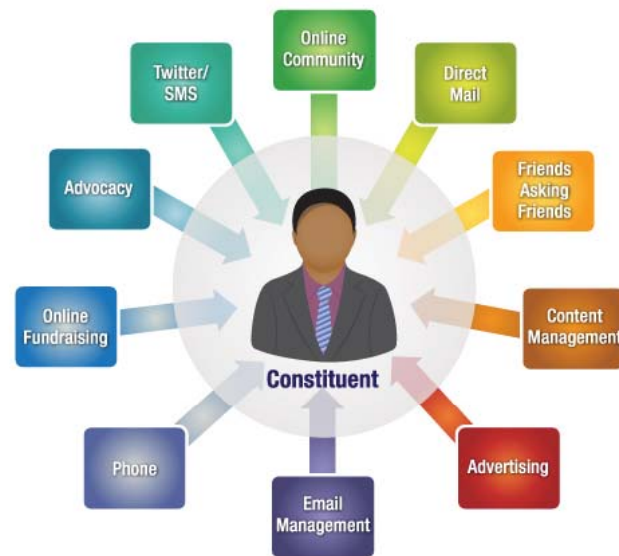 Online
Community
Direct
Mail
Friends
Asking
Friends
Content
Management
Advertising
Email
Management
Phone
Online
Fundraising
Advocacy
Twitter/
SMS
Constituent